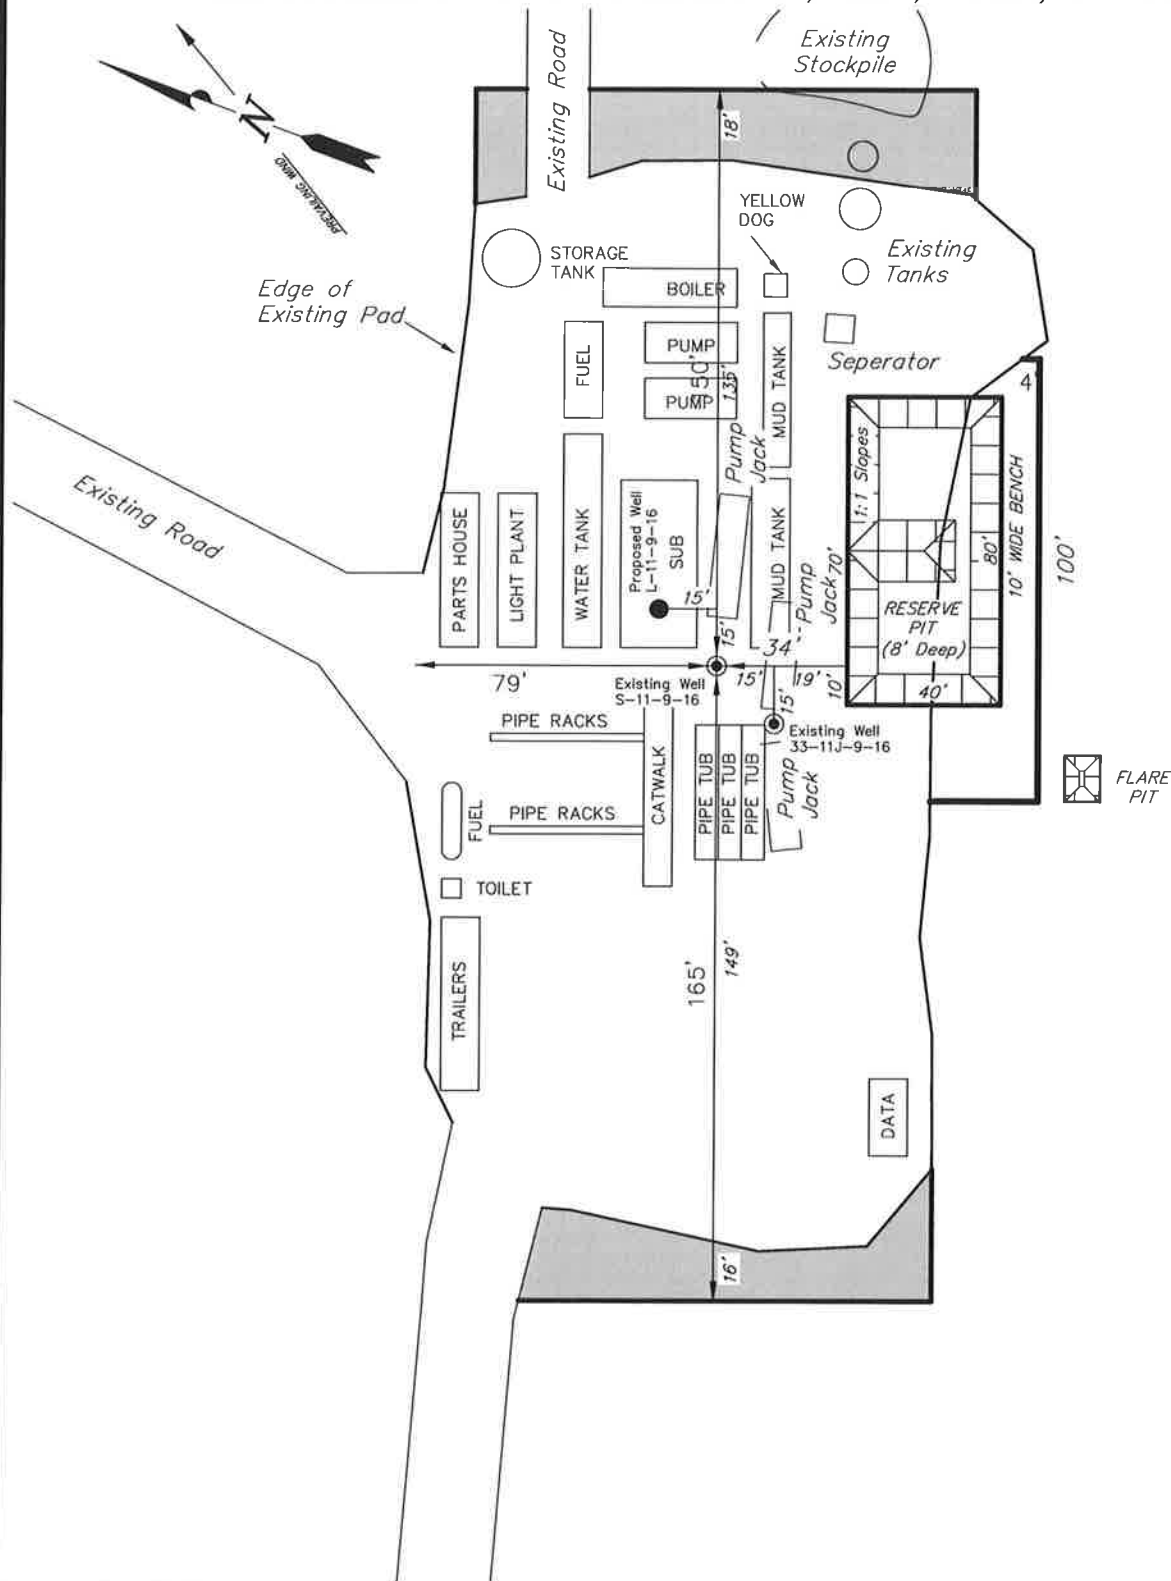 Existing
Stockpile
Existing Road
18'
N
PREVAILING WIND
YELLOW
DOG
STORAGE
TANK
Existing
Tanks
BOILER
Edge of
Existing Pad
FUEL
PUMP
PUMP
135'
MUD TANK
Seperator
4
Pump
Jack
1:1 Slopes
10' WIDE BENCH
80'
100'
Existing Road
PARTS HOUSE
LIGHT PLANT
WATER TANK
Proposed Well
L-11-9-16
SUB
MUD TANK
Pump
Jack
70'
RESERVE
PIT
(8' Deep)
40'
15'
15'
34'
79'
15'
19'
10'
15'
Existing Well
S-11-9-16
Existing Well
33-11J-9-16
PIPE RACKS
CATWALK
PIPE TUB
PIPE TUB
PIPE TUB
Pump
Jack
FLARE
PIT
FUEL
PIPE RACKS
TOILET
TRAILERS
165'
149'
DATA
16'